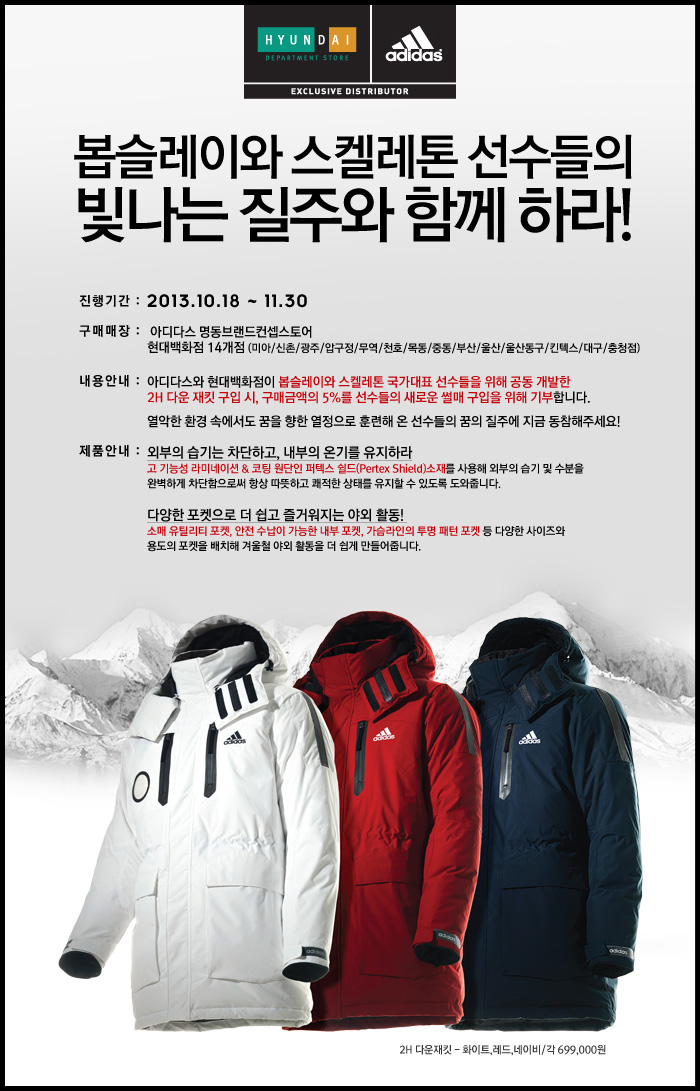 HYUNDAI
DEPARTMENT STORE
adidas
EXCLUSIVE DISTRIBUTOR
봅슬레이와 스켈레톤 선수들의
빛나는 질주와 함께 하라!
진행기간 : 2013.10.18 ~ 11.30
구매매장 : 아디다스 명동브랜드컨셉스토어
현대백화점 14개점 (미아/신촌/광주/압구정/무역/천호/목동/중동/부산/울산/울산동구/킨텍스/대구/충청점)
내용안내 : 아디다스와 현대백화점이 봅슬레이와 스켈레톤 국가대표 선수들을 위해 공동 개발한
2H 다운 재킷 구입 시, 구매금액의 5%를 선수들의 새로운 썰매 구입을 위해 기부합니다.
열악한 환경 속에서도 꿈을 향한 열정으로 훈련해 온 선수들의 꿈의 질주에 지금 동참해주세요!
제품안내 : 외부의 습기는 차단하고, 내부의 온기를 유지하라
고 기능성 라미네이션 & 코팅 원단인 퍼텍스 쉴드(Pertex Shield)소재를 사용해 외부의 습기 및 수분을
완벽하게 차단함으로써 항상 따뜻하고 쾌적한 상태를 유지할 수 있도록 도와줍니다.
다양한 포켓으로 더 쉽고 즐거워지는 야외 활동!
소매 유틸리티 포켓, 안전 수납이 가능한 내부 포켓, 가슴라인의 투명 패턴 포켓 등 다양한 사이즈와
용도의 포켓을 배치해 겨울철 야외 활동을 더 쉽게 만들어줍니다.
adidas
adidas
adidas
adidas
adidas
adidas
2H 다운재킷 - 화이트,레드,네이비/각 699,000원